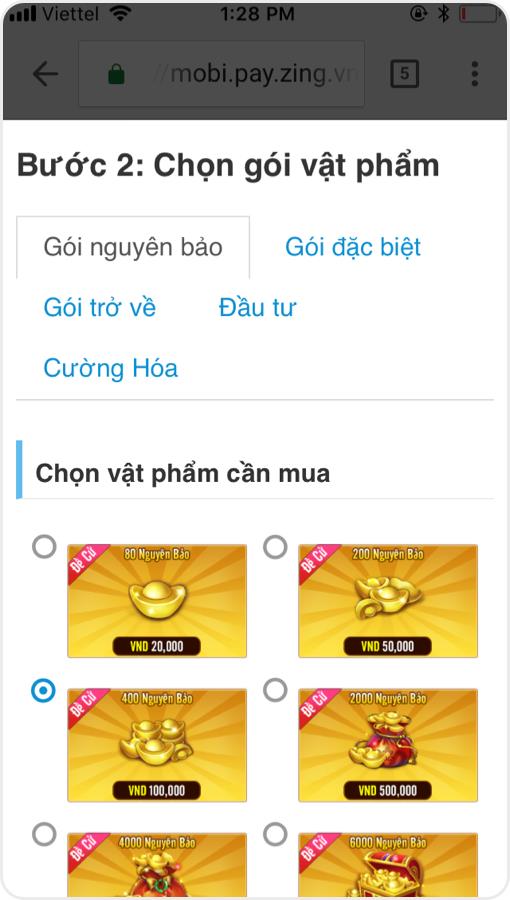 Viettel 1:28 PM
//mobi.pay.zing.vn 5
Bước 2: Chọn gói vật phẩm
Gói nguyên bảo Gói đặc biệt
Gói trở về Đầu tư
Cường Hóa
Chọn vật phẩm cần mua
Đề Cử 80 Nguyên Bảo
VND 20,000
Đề Cử 200 Nguyên Bảo
VND 50,000
Đề Cử 400 Nguyên Bảo
VND 100,000
Đề Cử 2000 Nguyên Bảo
VND 500,000
Đề Cử 4000 Nguyên Bảo
Đề Cử 6000 Nguyên Bảo